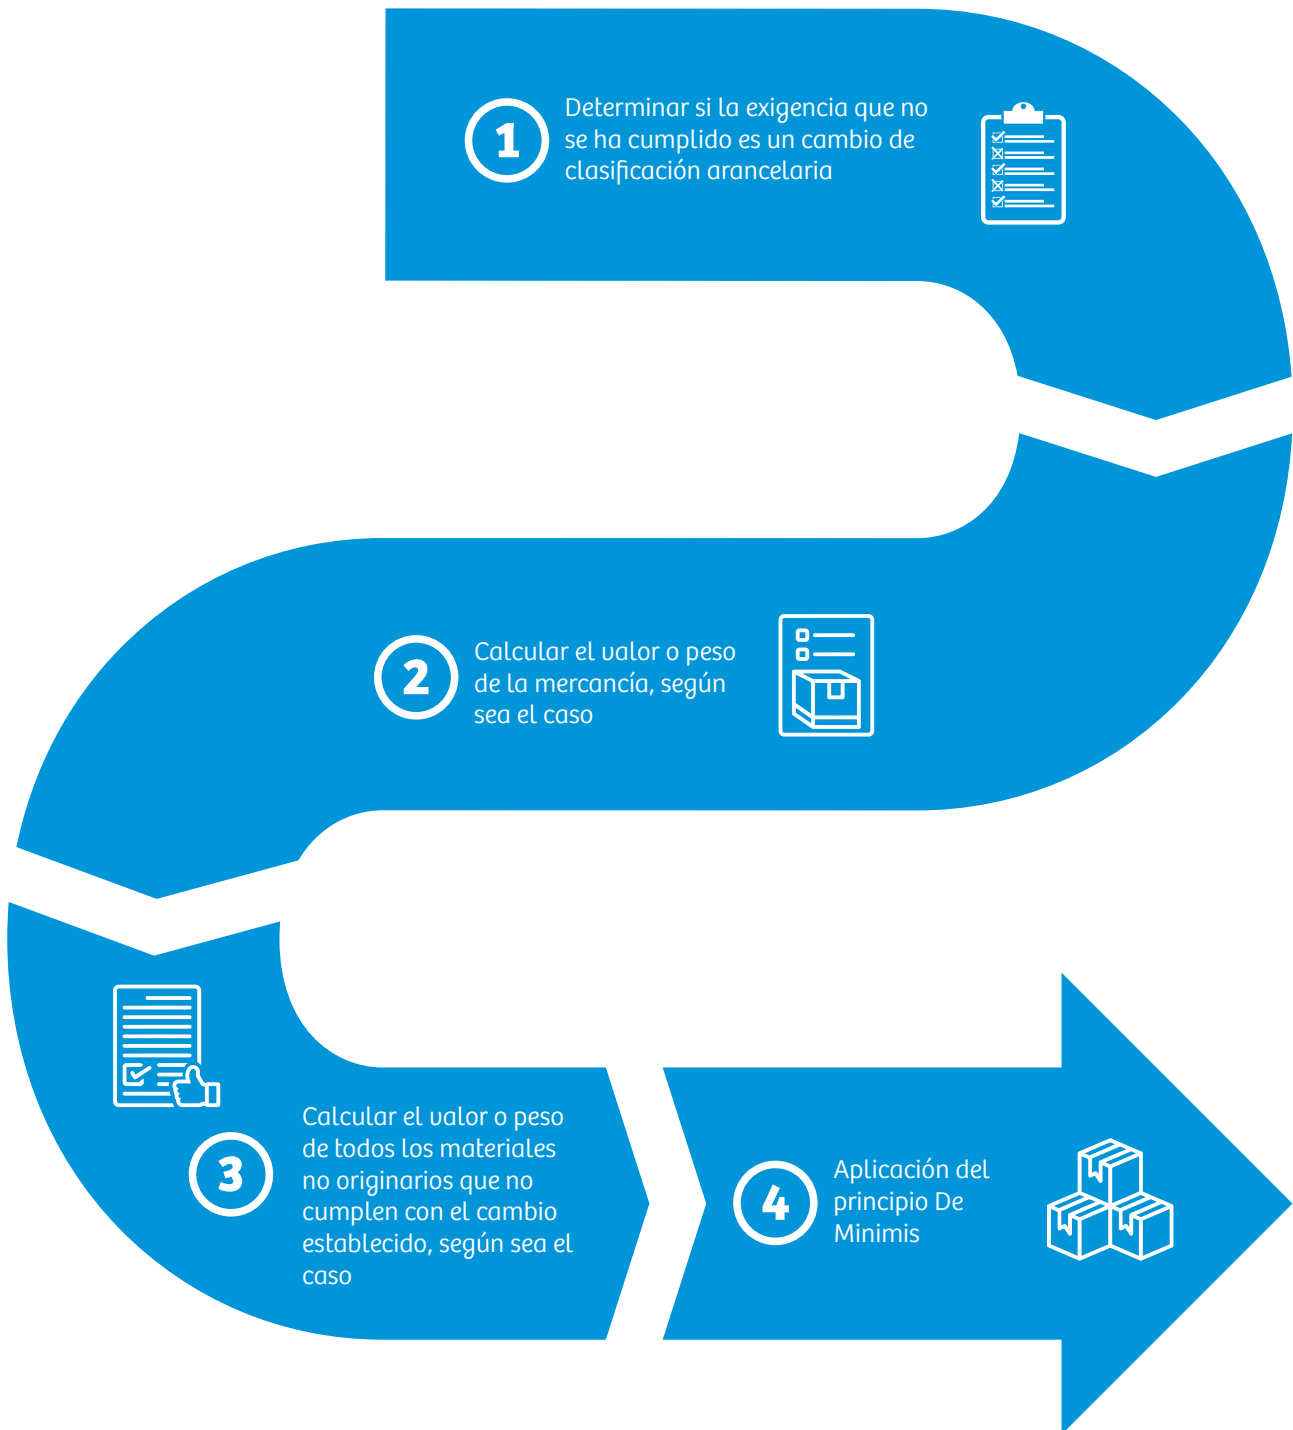 1
Determinar si la exigencia que no
se ha cumplido es un cambio de
clasificación arancelaria
2
Calcular el valor o peso
de la mercancía, según
sea el caso
3
Calcular el valor o peso
de todos los materiales
no originarios que no
cumplen con el cambio
establecido, según sea el
caso
4
Aplicación del
principio De
Minimis